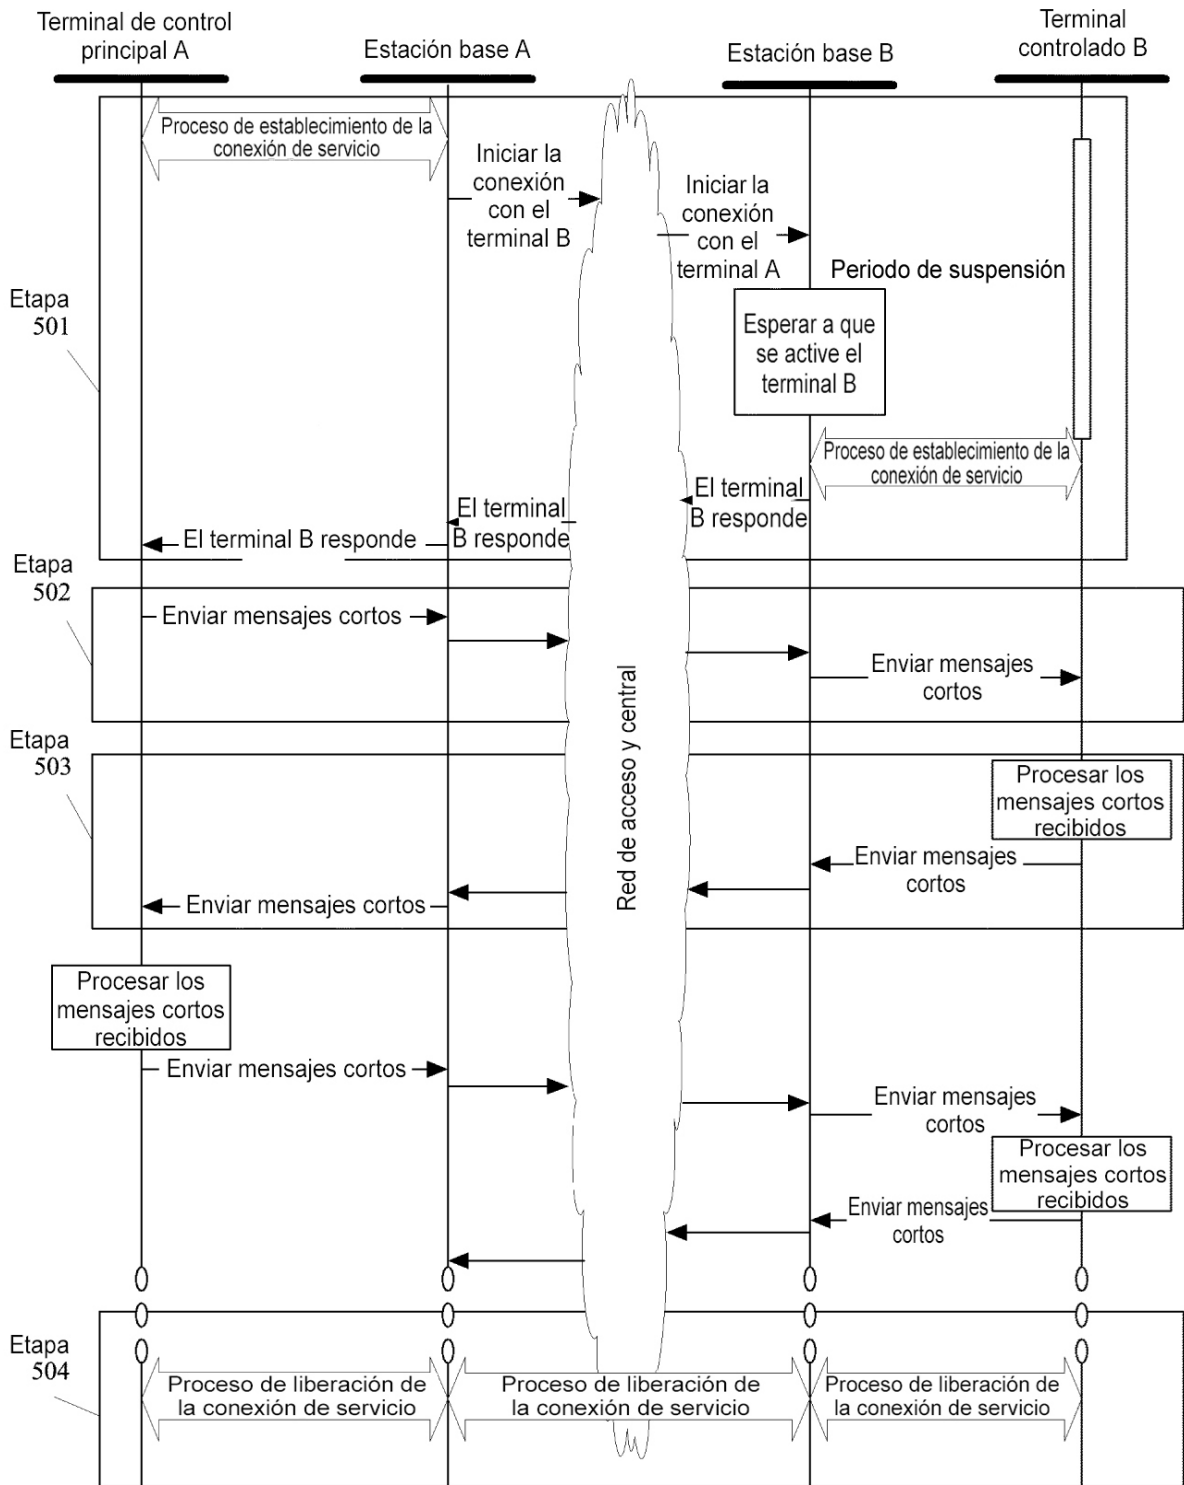 Terminal de control
principal A
Estación base A
Estación base B
Terminal
controlado B
Proceso de establecimiento de la
conexión de servicio
Iniciar la
conexión
con el
terminal B
Iniciar la
conexión
con el
terminal A
Periodo de suspensión
Etapa
501
Esperar a que
se active el
terminal B
Proceso de establecimiento de la
conexión de servicio
El terminal
B responde
El terminal
B responde
El terminal B responde
Etapa
502
Enviar mensajes cortos
Enviar mensajes
cortos
Red de acceso y central
Etapa
503
Procesar los
mensajes cortos
recibidos
Enviar mensajes
cortos
Enviar mensajes cortos
Procesar los
mensajes cortos
recibidos
Enviar mensajes cortos
Enviar mensajes
cortos
Procesar los
mensajes cortos
recibidos
Enviar mensajes
cortos
Etapa
504
Proceso de liberación de
la conexión de servicio
Proceso de liberación de
la conexión de servicio
Proceso de liberación de
la conexión de servicio